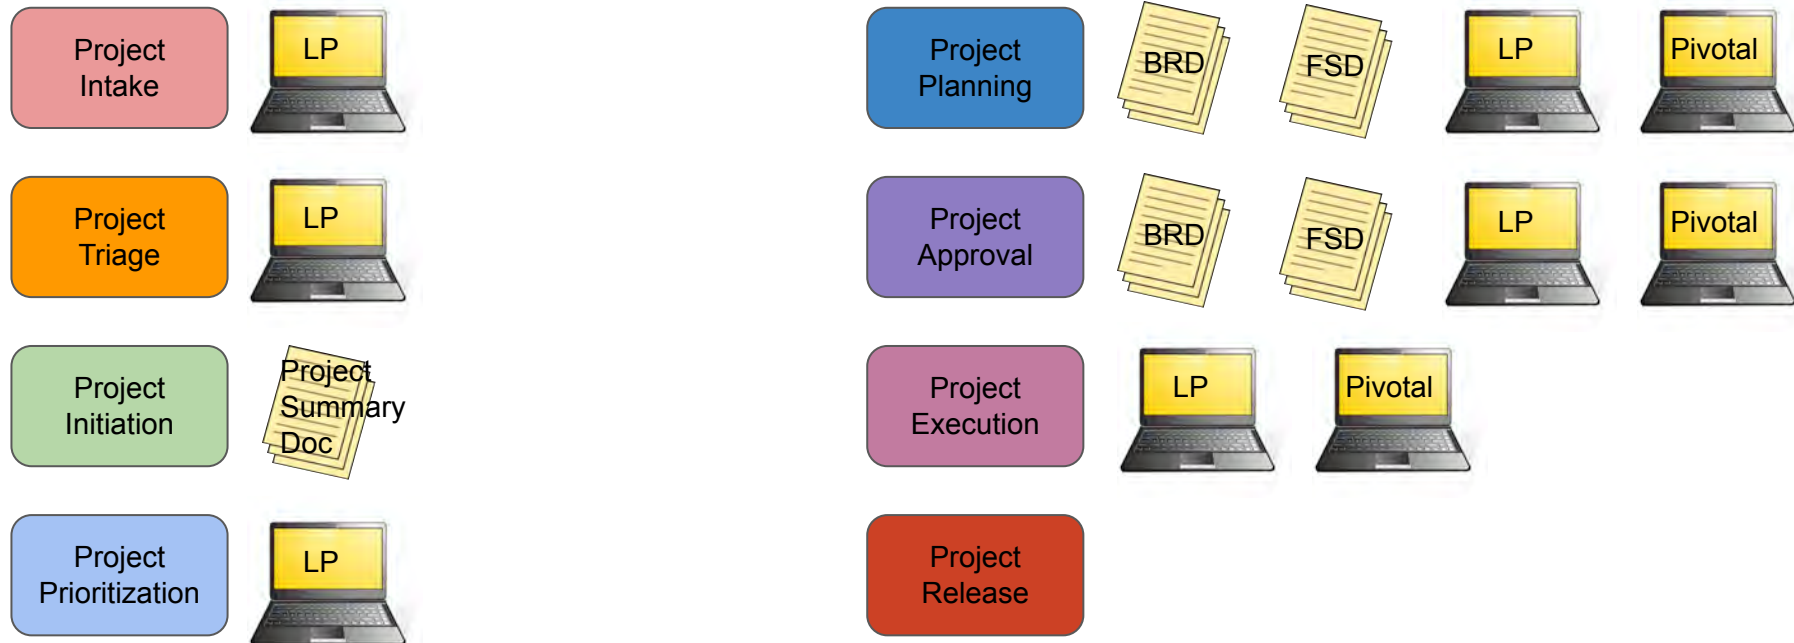 Project
Intake
LP
Project
Triage
LP
Project
Initiation
Project
Summary
Doc
Project
Prioritization
LP
Project
Planning
BRD
FSD
LP
Pivotal
Project
Approval
BRD
FSD
LP
Pivotal
Project
Execution
LP
Pivotal
Project
Release